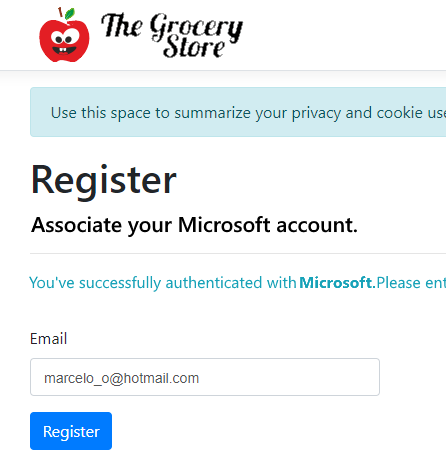 The Grocery
Store
Use this space to summarize your privacy and cookie use
Register
Associate your Microsoft account.
You've successfully authenticated with Microsoft.Please ent
Email
marcelo_o@hotmail.com
Register